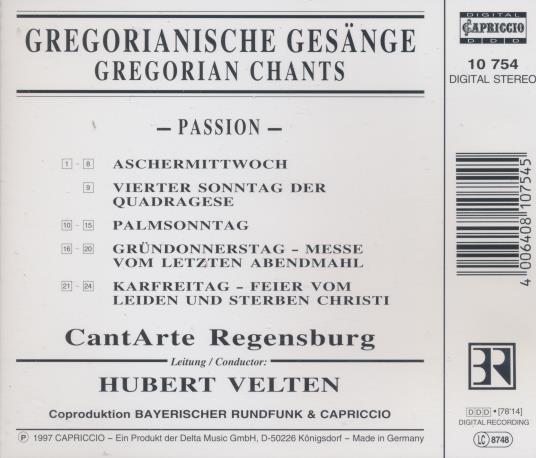 GREGORIANISCHE GESÄNGE
GREGORIAN CHANTS
DIGITAL
CAPRICCIO
D D D
10 754
DIGITAL STEREO
– PASSION –
1 - 8 ASCHERMITTWOCH
9 VIERTER SONNTAG DER
QUADRAGESE
10 - 15 PALMSONNTAG
16 - 20 GRÜNDONNERSTAG – MESSE
VOM LETZTEN ABENDMAHL
21 - 24 KARFREITAG – FEIER VOM
LEIDEN UND STERBEN CHRISTI
4 006408 107545
CantArte Regensburg
Leitung / Conductor:
HUBERT VELTEN
Coproduktion BAYERISCHER RUNDFUNK & CAPRICCIO
BR
DDD • [78'14]
DIGITAL RECORDING
LC 8748
Ⓟ 1997 CAPRICCIO – Ein Produkt der Delta Music GmbH, D-50226 Königsdorf – Made in Germany